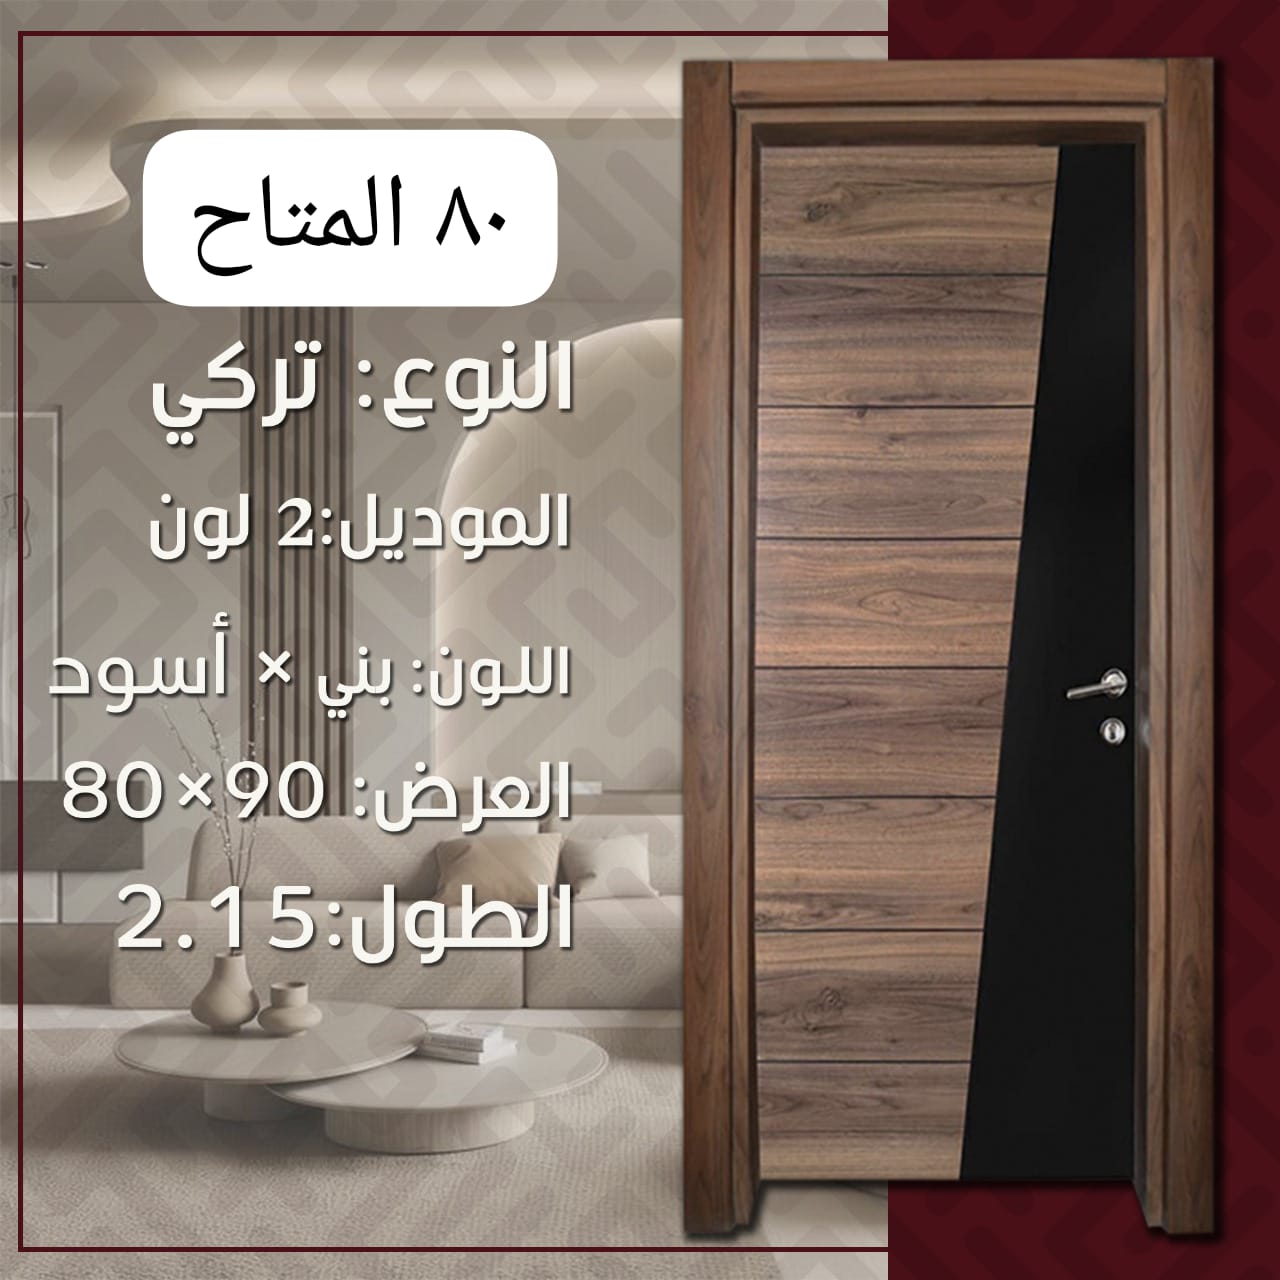 ٨٠ المتاح
النوع: تركي
الموديل:2 لون
اللون: بني × أسود
العرض: 90×80
الطول:2.15